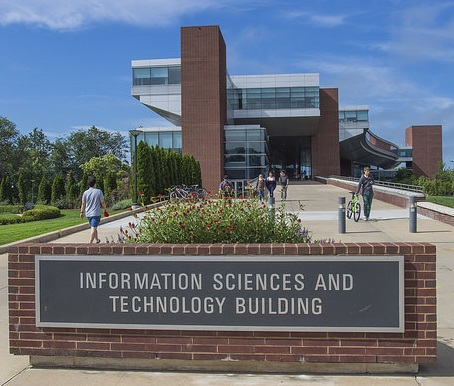 INFORMATION SCIENCES AND
TECHNOLOGY BUILDING